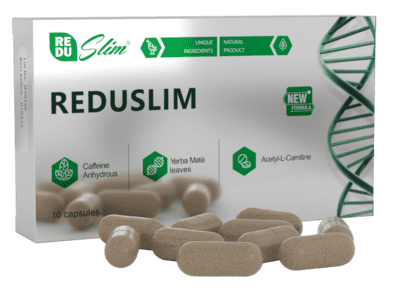 RE
DU
Slim®
UNIQUE
INGREDIENTS
NATURAL
PRODUCT
REDUSLIM
NEW
FORMULA
Caffeine
Anhydrous
Yerba Maté
leaves
Acetyl-L-Carnitine
10 capsules